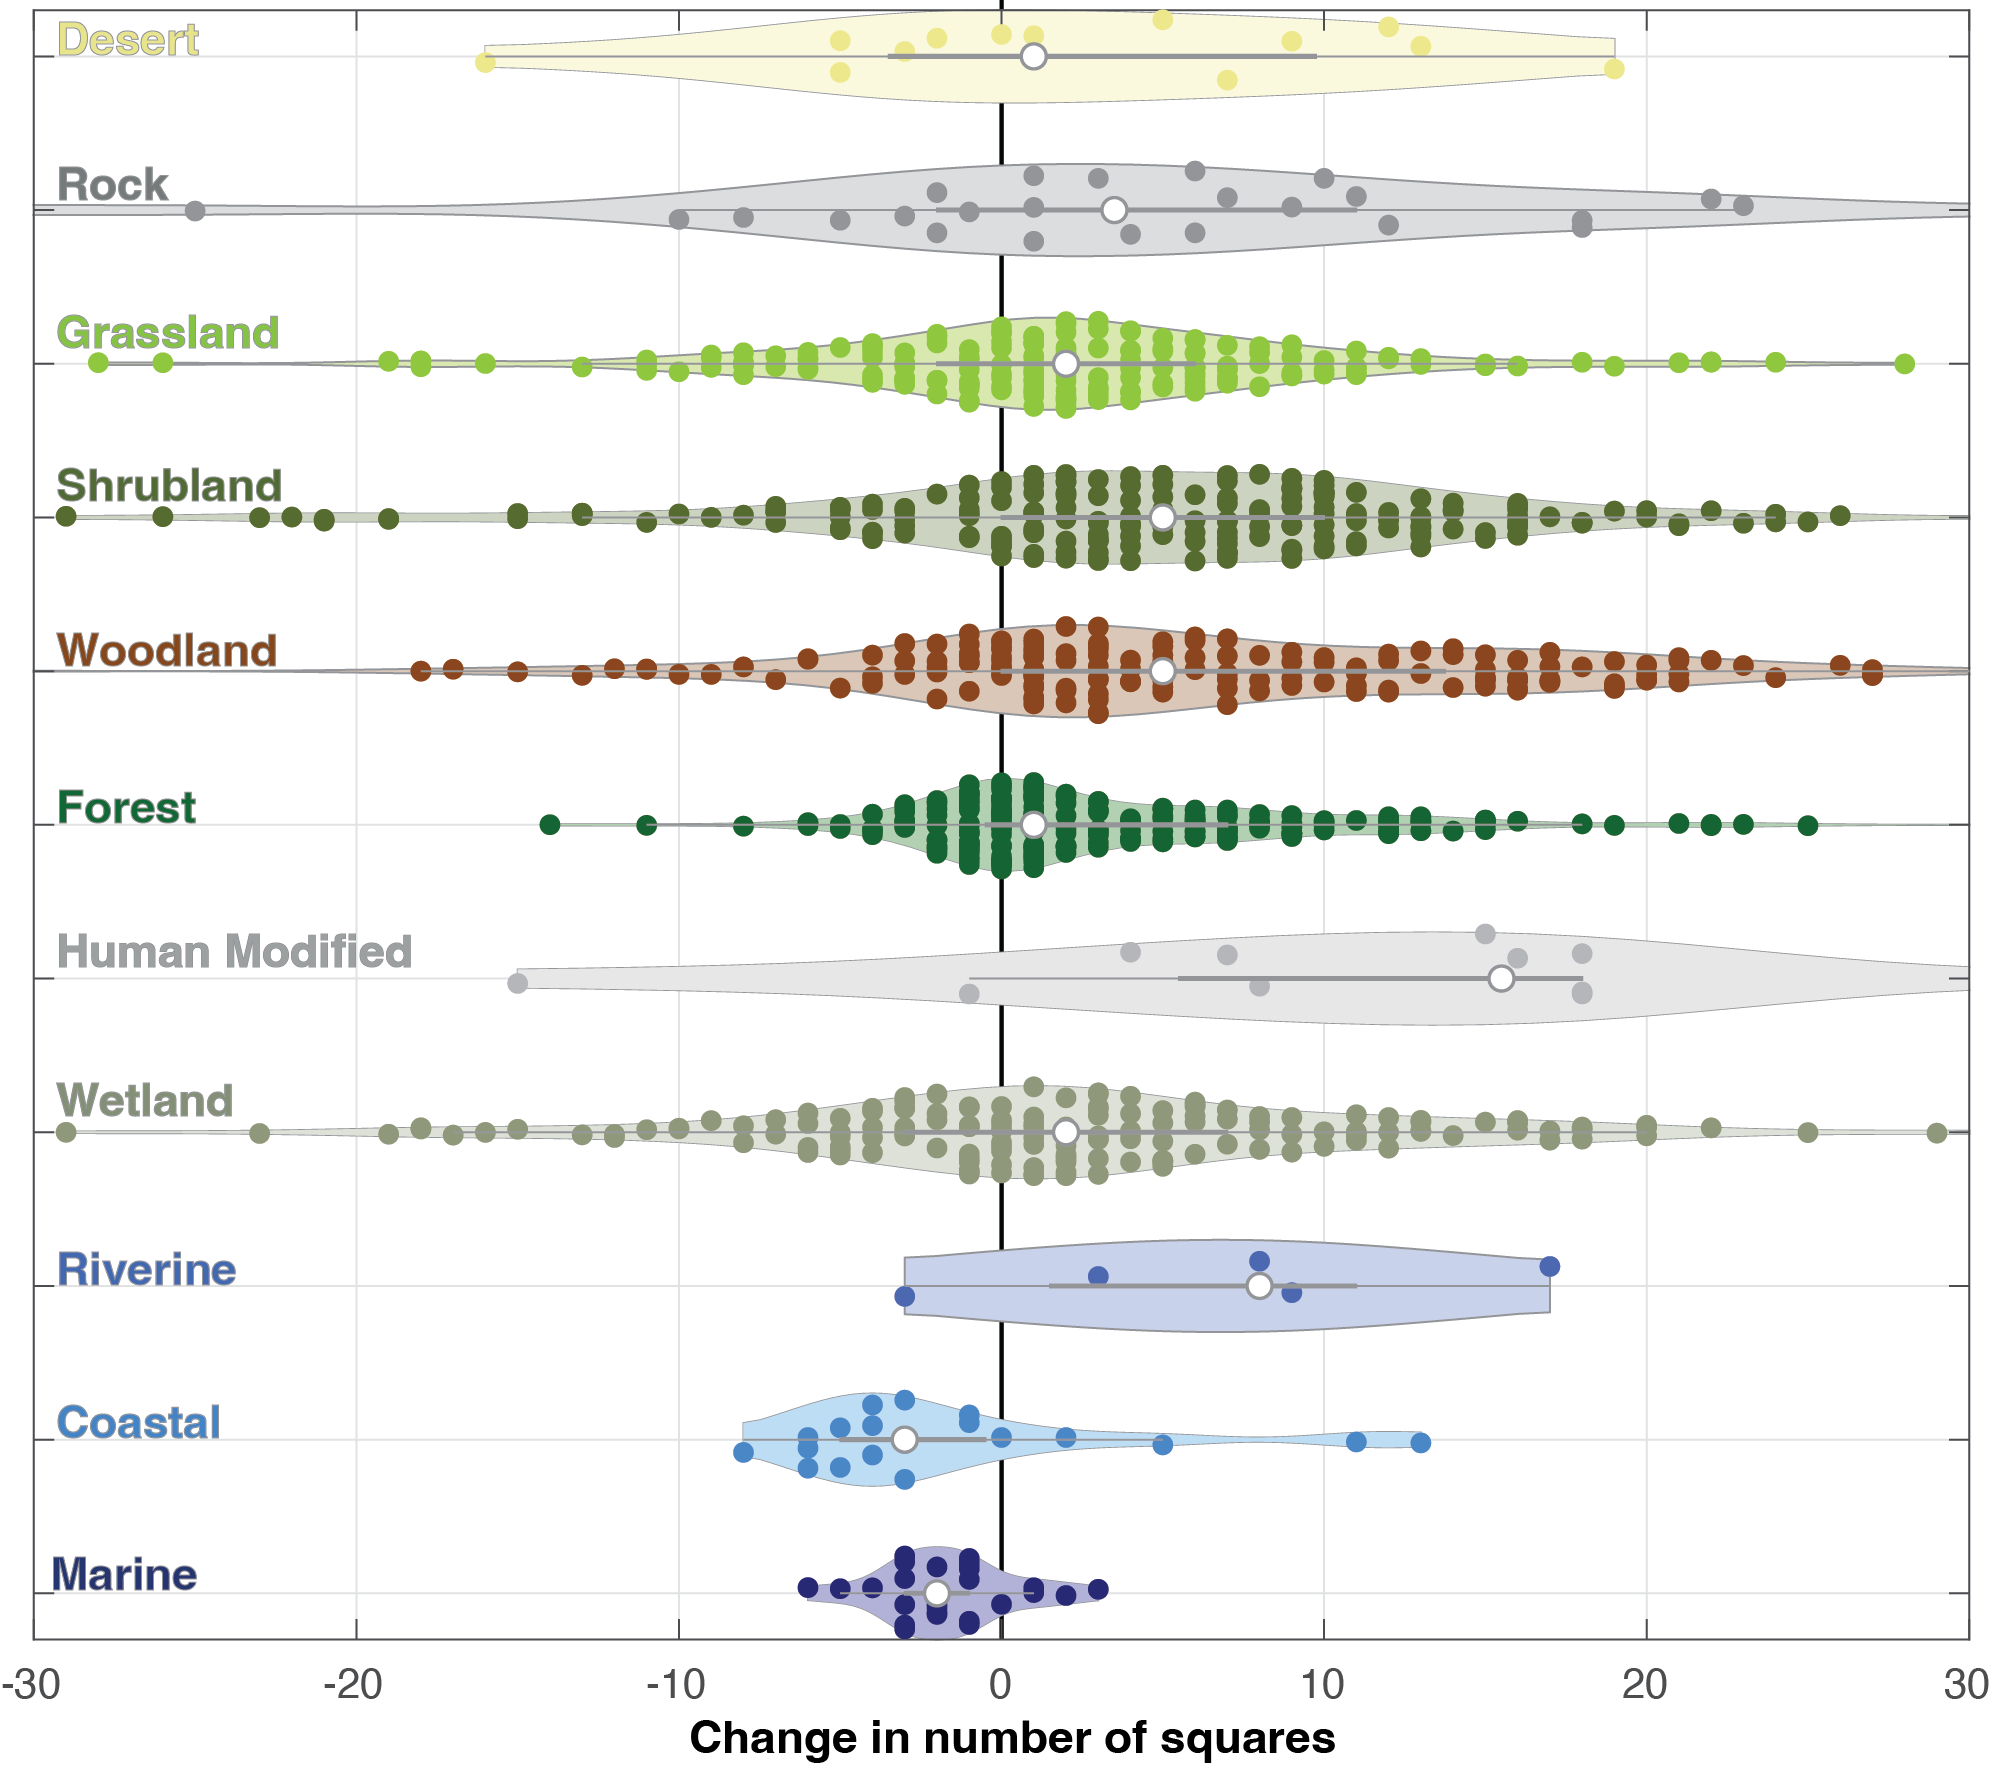 Desert
Rock
Grassland
Shrubland
Woodland
Forest
Human Modified
Wetland
Riverine
Coastal
Marine
-30 -20 -10 0 10 20 30
Change in number of squares